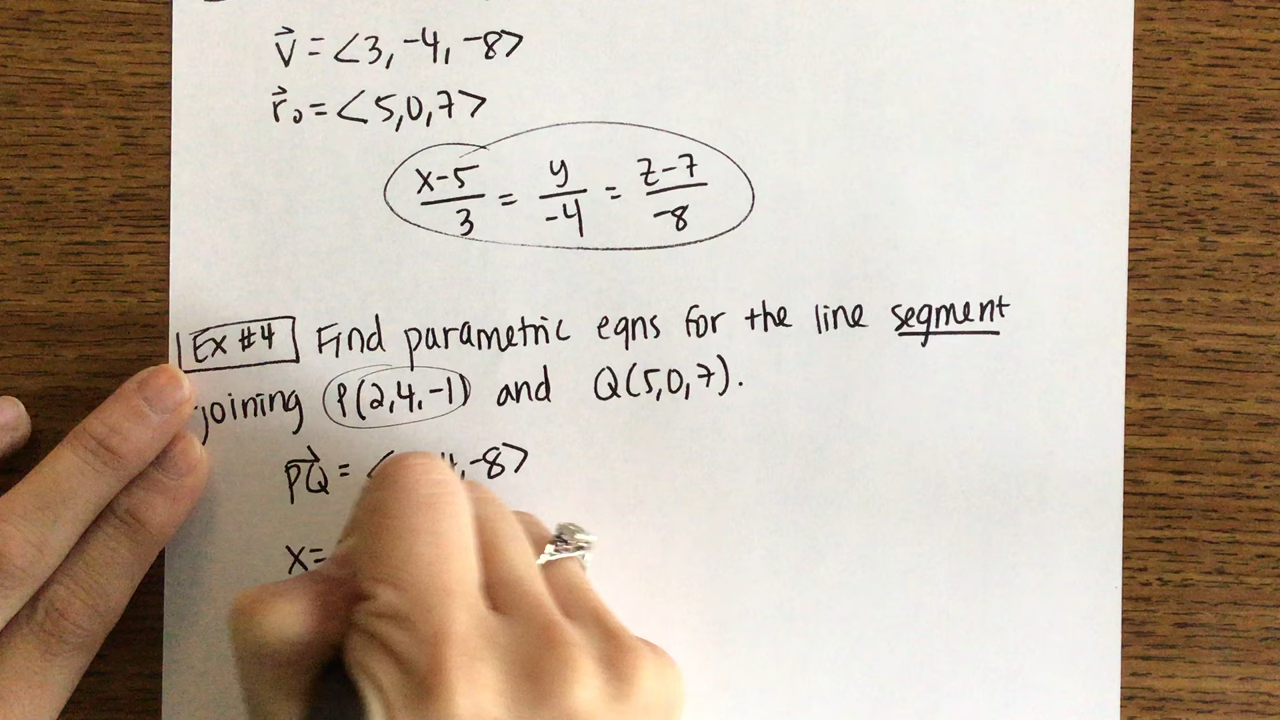 v⃗ = <3, -4, -8>
r⃗₀ = <5,0,7>
x-5/3 = y/-4 = z-7/-8
Ex #4 Find parametric eqns for the line segment
joining P(2,4,-1) and Q(5,0,7).
PQ⃗ = < ,-8>
x=